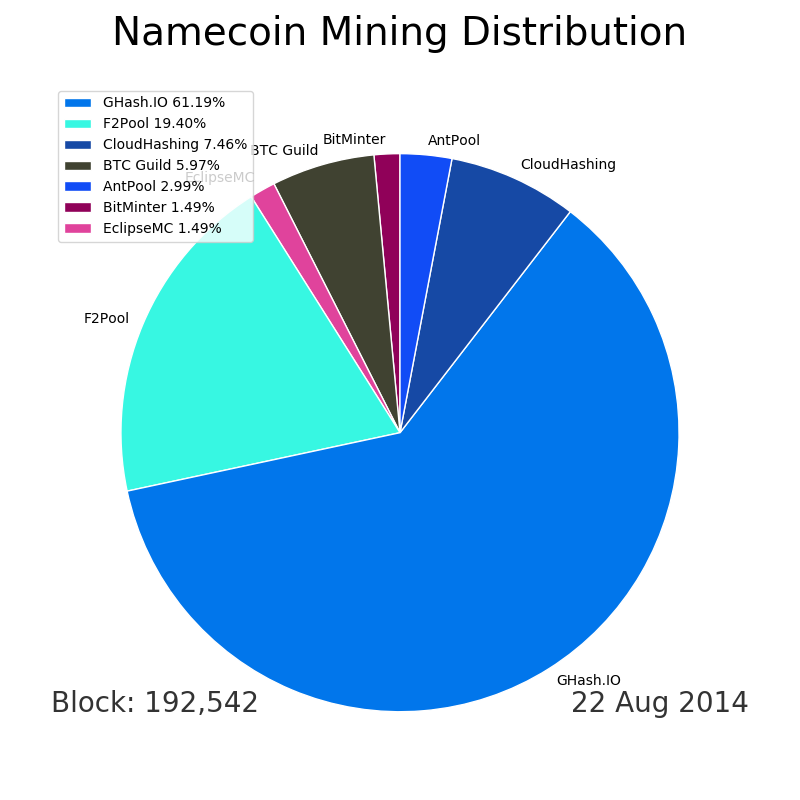 Namecoin Mining Distribution
GHash.IO 61.19%
F2Pool 19.40%
CloudHashing 7.46%
BTC Guild 5.97%
AntPool 2.99%
BitMinter 1.49%
EclipseMC 1.49%
BitMinter
AntPool
BTC Guild
CloudHashing
EclipseMC
F2Pool
GHash.IO
Block: 192,542
22 Aug 2014